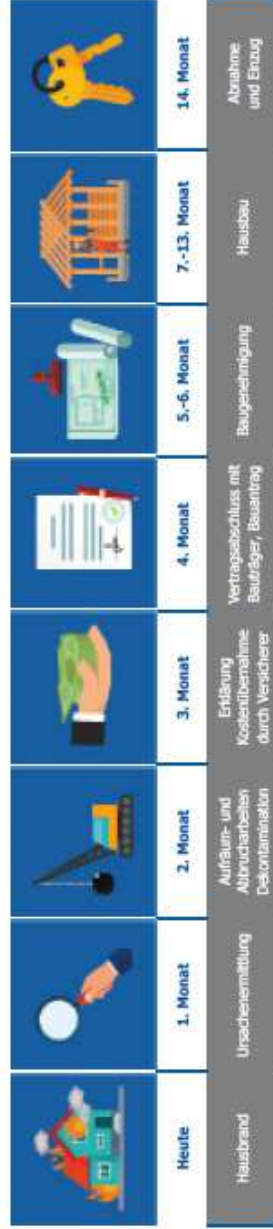 Heute
Hausbrand
1. Monat
Ursachenermittlung
2. Monat
Aufräum- und
Abbrucharbeiten
Dekontamination
3. Monat
Erklärung
Kostenübernahme
durch Versicherer
4. Monat
Vertragsabschluss mit
Bauträger, Bauantrag
5.-6. Monat
Baugenehmigung
7.-13. Monat
Hausbau
14. Monat
Abnahme
und Einzug